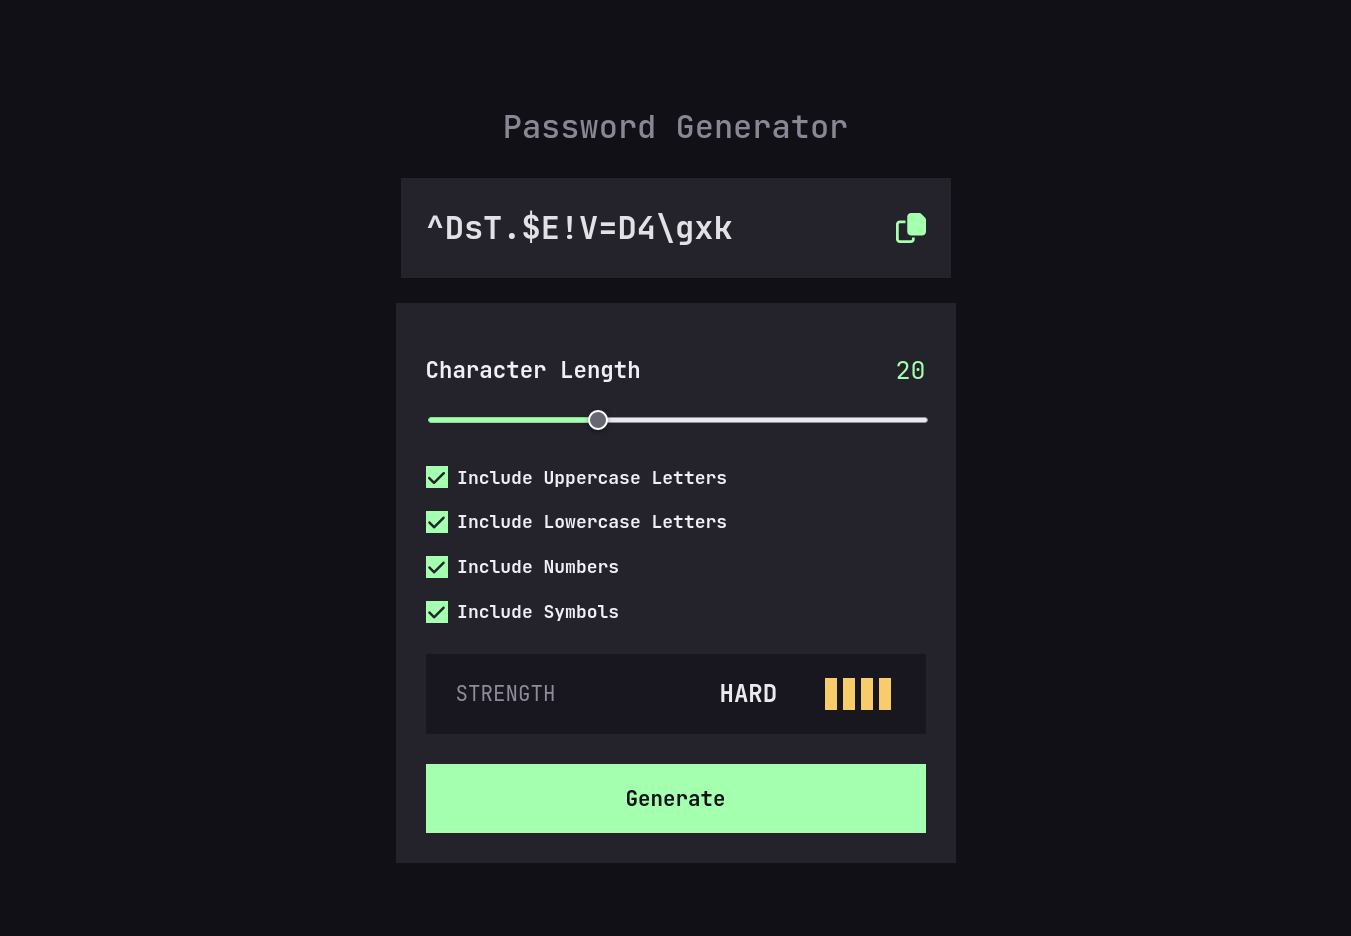 Password Generator
^DsT.$E!V=D4\gxk
Character Length 20
Include Uppercase Letters
Include Lowercase Letters
Include Numbers
Include Symbols
STRENGTH HARD
Generate